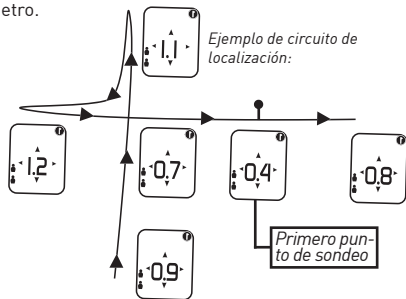 etro.
1.1
Ejemplo de circuito de
localización:
1.2
0.7
0.4
0.8
Primero pun-
to de sondeo
0.9